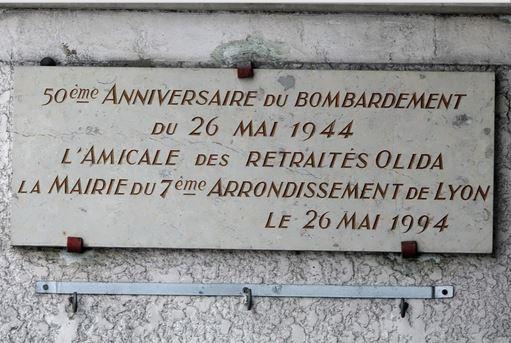 50ème ANNIVERSAIRE DU BOMBARDEMENT
DU 26 MAI 1944
L'AMICALE DES RETRAITÉS OLIDA
LA MAIRIE DU 7ème ARRONDISSEMENT DE LYON
LE 26 MAI 1994